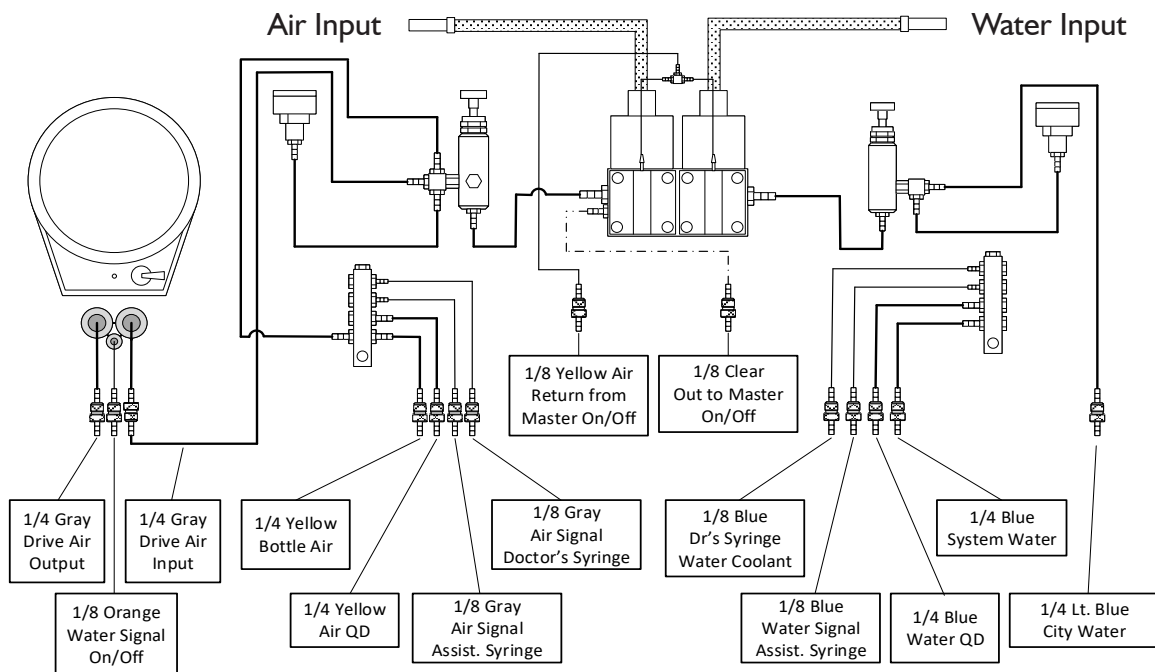 Air Input
Water Input
1/8 Yellow Air
Return from
Master On/Off
1/8 Clear
Out to Master
On/Off
1/4 Gray
Drive Air
Output
1/4 Gray
Drive Air
Input
1/4 Yellow
Bottle Air
1/8 Gray
Air Signal
Doctor's Syringe
1/8 Blue
Dr's Syringe
Water Coolant
1/4 Blue
System Water
1/8 Orange
Water Signal
On/Off
1/4 Yellow
Air QD
1/8 Gray
Air Signal
Assist. Syringe
1/8 Blue
Water Signal
Assist. Syringe
1/4 Blue
Water QD
1/4 Lt. Blue
City Water